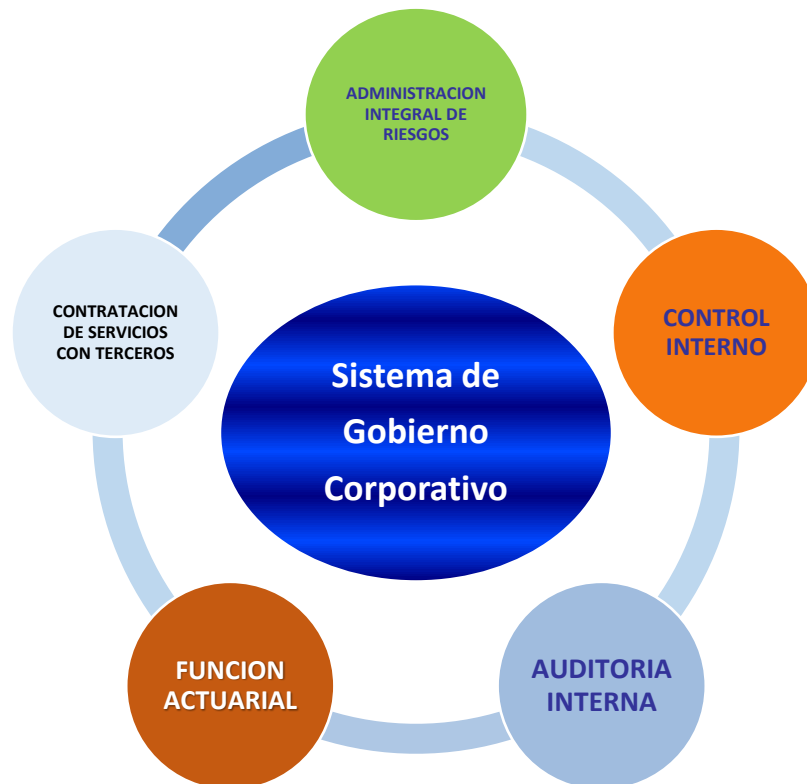 ADMINISTRACION
INTEGRAL DE
RIESGOS
CONTROL
INTERNO
AUDITORIA
INTERNA
FUNCION
ACTUARIAL
CONTRATACION
DE SERVICIOS
CON TERCEROS
Sistema de
Gobierno
Corporativo